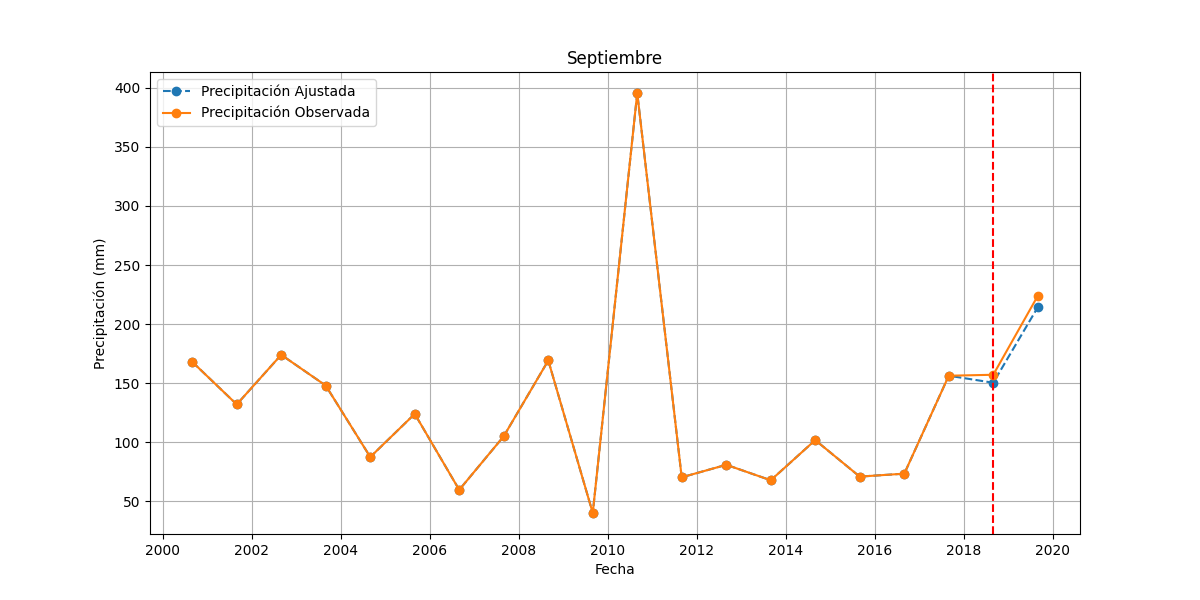 Septiembre
Precipitación Ajustada
Precipitación Observada
400
350
300
250
200
150
100
50
Precipitación (mm)
2000 2002 2004 2006 2008 2010 2012 2014 2016 2018 2020
Fecha